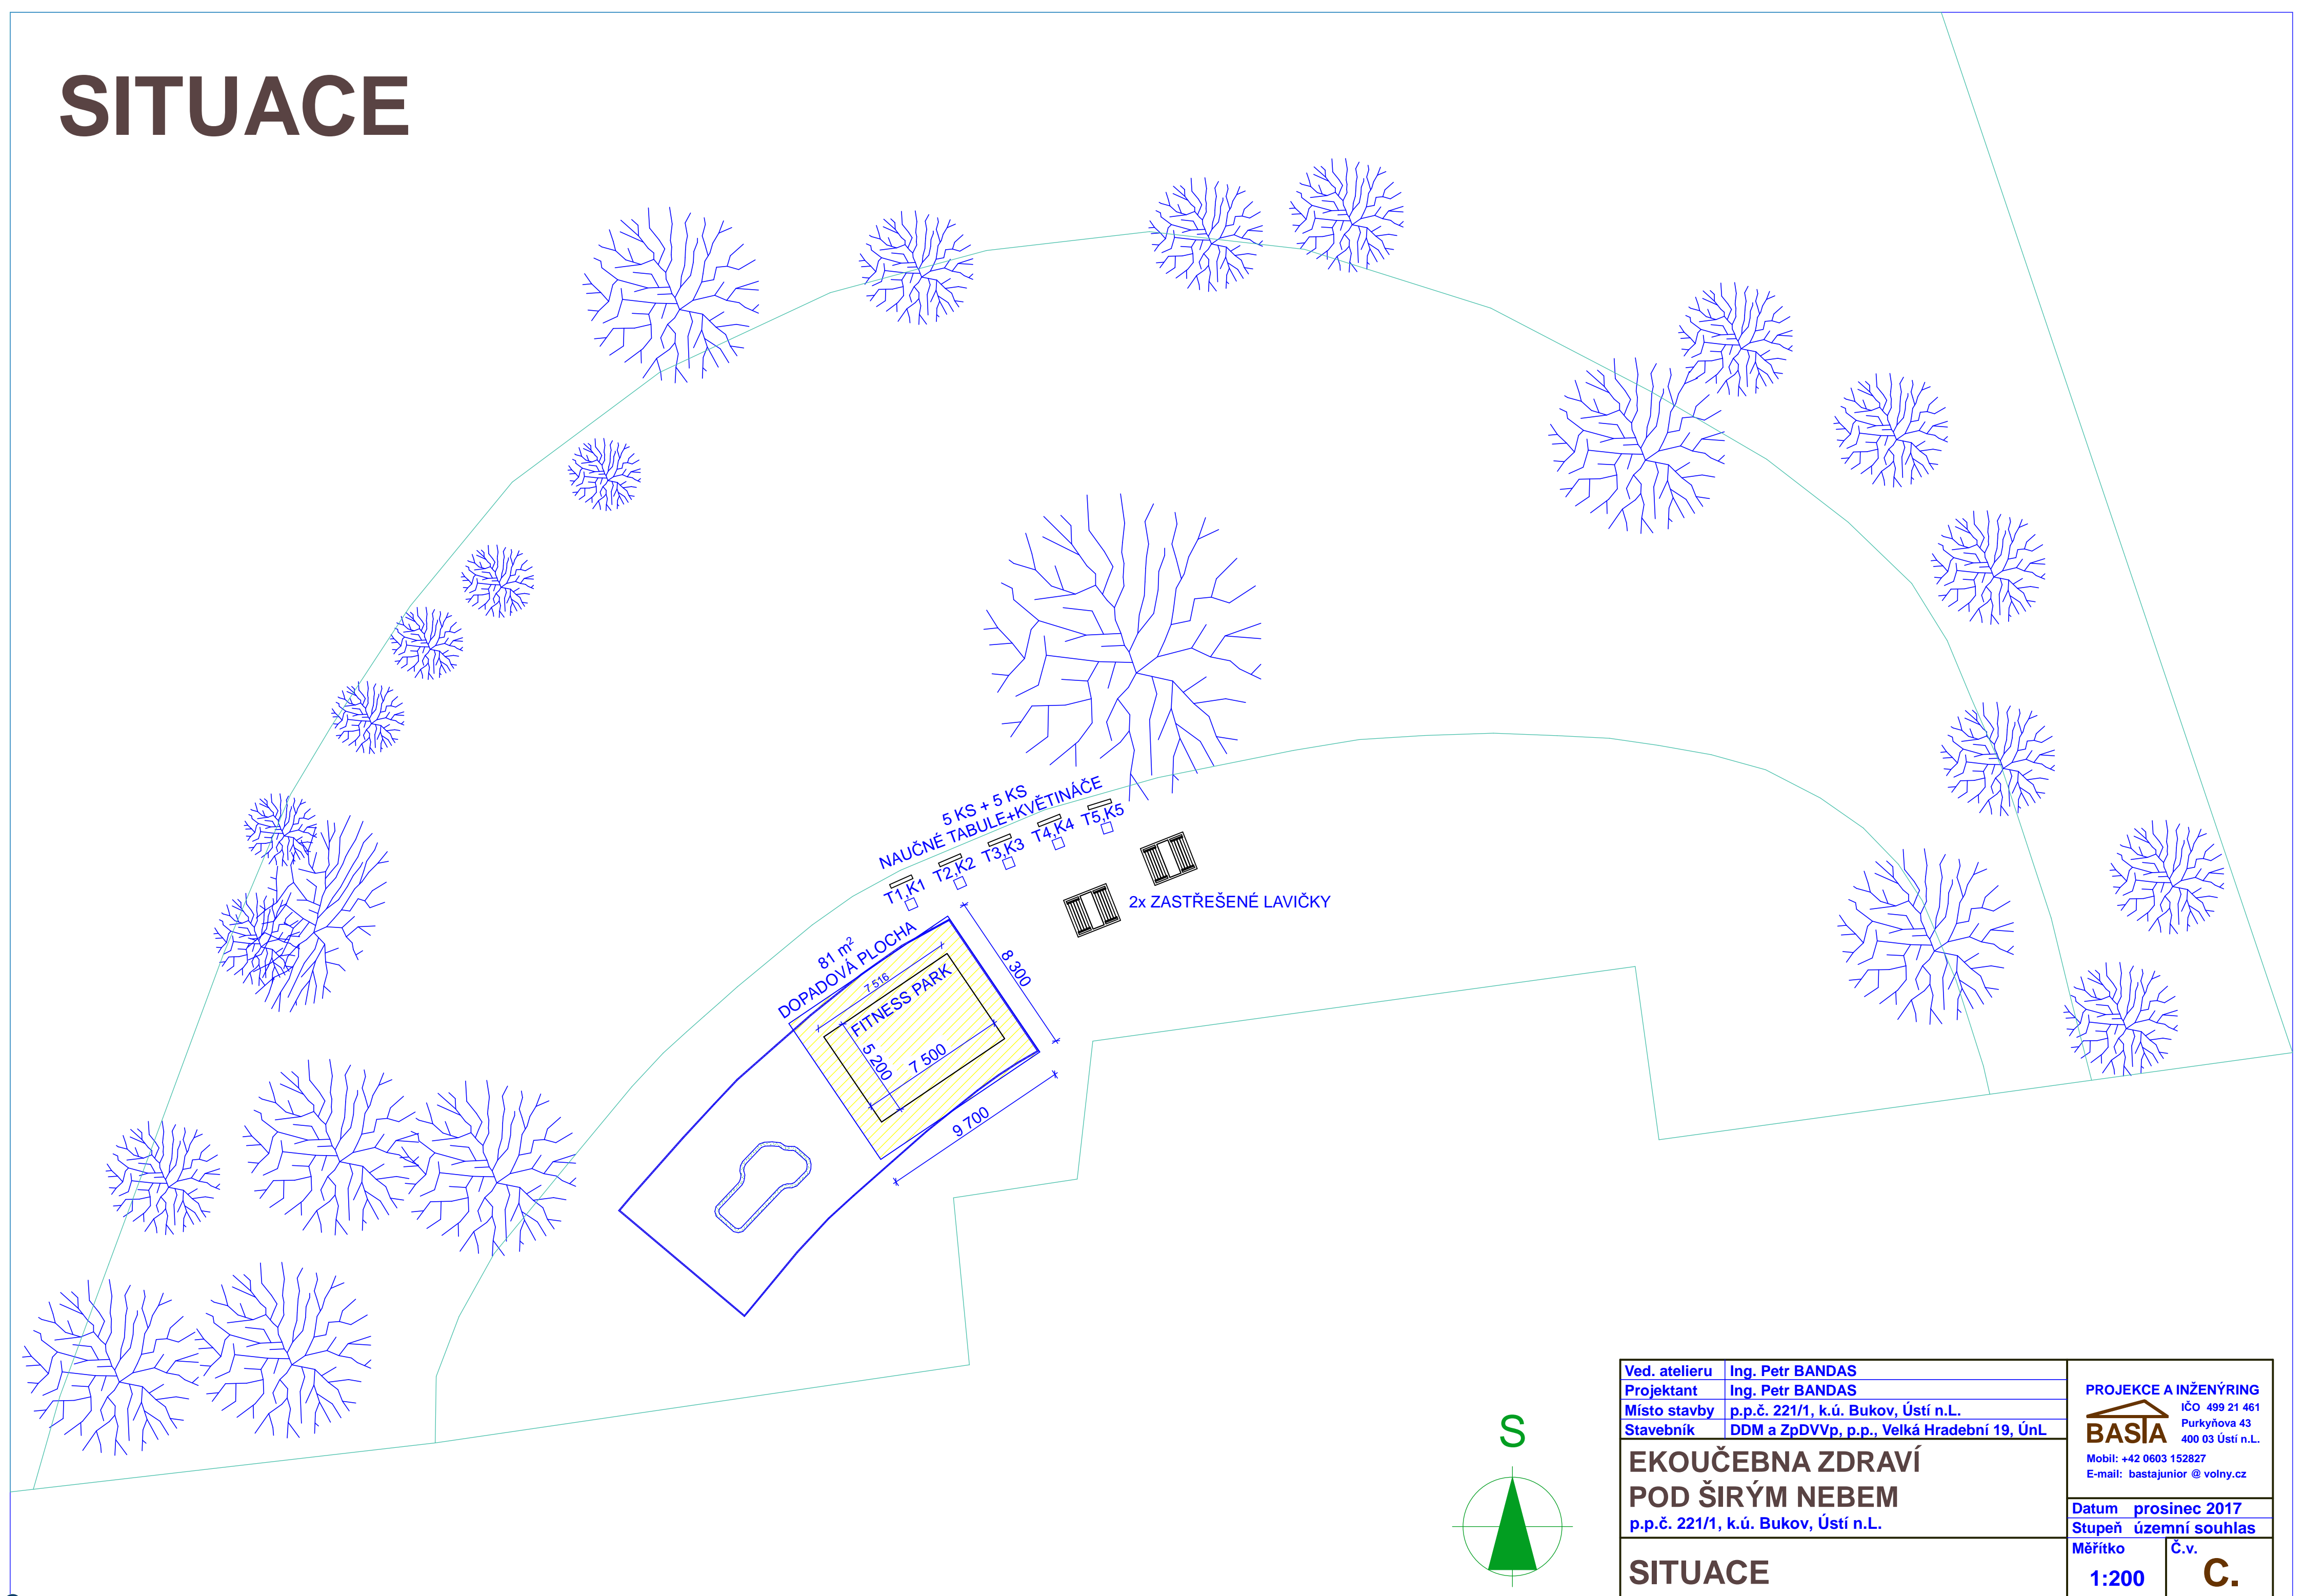 SITUACE
5 KS + 5 KS
NAUČNÉ TABULE+KVĚTINÁČE
T1,K1
T2,K2
T3,K3
T4,K4
T5,K5
2x ZASTŘEŠENÉ LAVIČKY
81 m²
DOPADOVÁ PLOCHA
7 516
FITNESS PARK
8 300
5 200
7 500
9 700
S
Ved. atelieru Ing. Petr BANDAS
Projektant Ing. Petr BANDAS
Místo stavby p.p.č. 221/1, k.ú. Bukov, Ústí n.L.
Stavebník DDM a ZpDVVp, p.p., Velká Hradební 19, ÚnL
EKOUČEBNA ZDRAVÍ
POD ŠIRÝM NEBEM
p.p.č. 221/1, k.ú. Bukov, Ústí n.L.
SITUACE
PROJEKCE A INŽENÝRING
BASTA
IČO 499 21 461
Purkyňova 43
400 03 Ústí n.L.
Mobil: +42 0603 152827
E-mail: bastajunior @ volny.cz
Datum prosinec 2017
Stupeň územní souhlas
Měřítko
1:200
Č.v.
C.